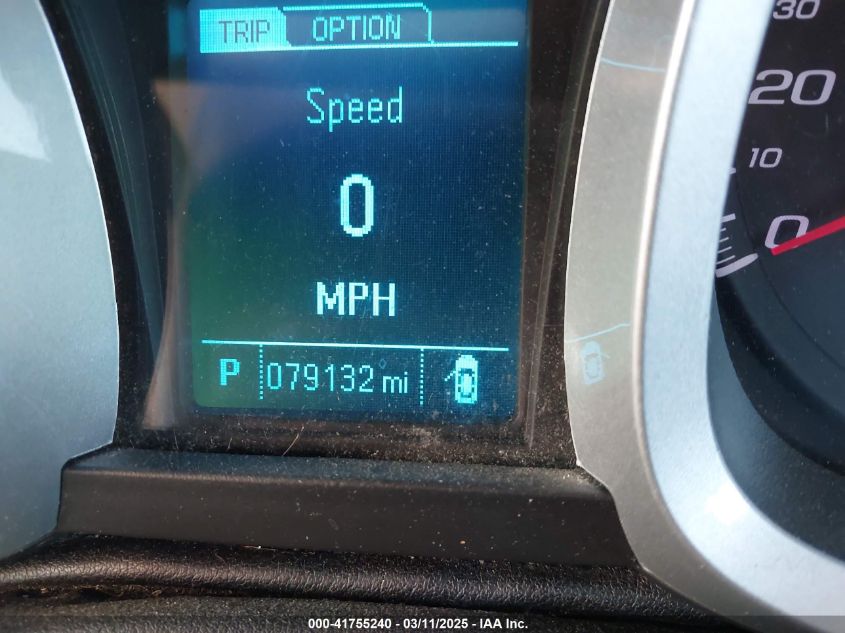 TRIP OPTION
30
Speed
20
10
0
0
MPH
P 079132 mi
000-41755240 - 03/11/2025 - IAA Inc.